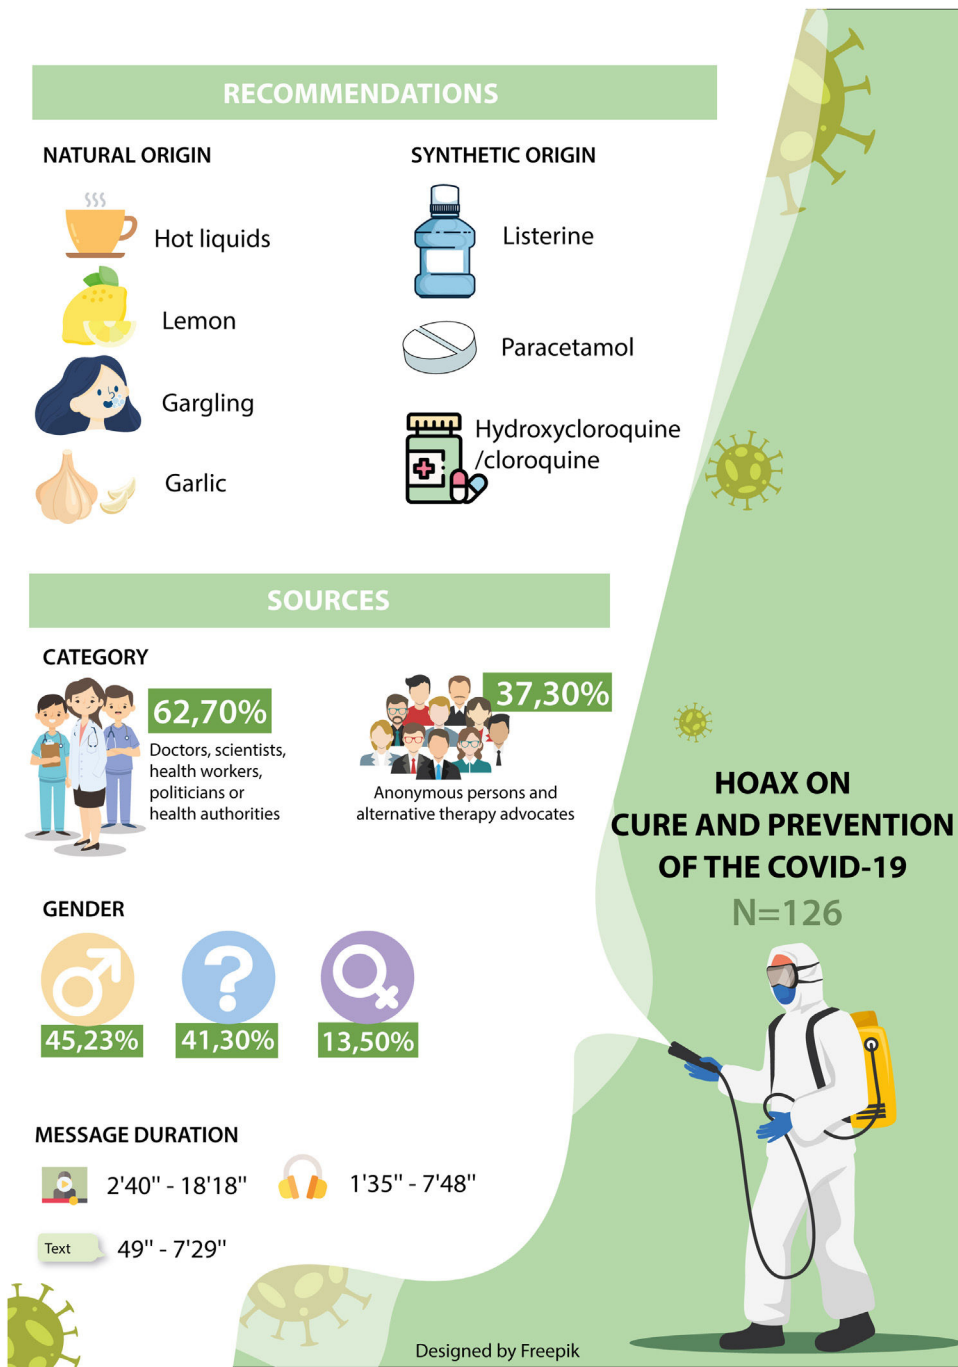 RECOMMENDATIONS
NATURAL ORIGIN
Hot liquids
Lemon
Gargling
Garlic
SYNTHETIC ORIGIN
Listerine
Paracetamol
Hydroxycloroquine
/cloroquine
SOURCES
CATEGORY
62,70%
Doctors, scientists,
health workers,
politicians or
health authorities
37,30%
Anonymous persons and
alternative therapy advocates
GENDER
45,23%
41,30%
13,50%
MESSAGE DURATION
2'40" - 18'18"
1'35" - 7'48"
Text
49" - 7'29"
HOAX ON
CURE AND PREVENTION
OF THE COVID-19
N=126
Designed by Freepik